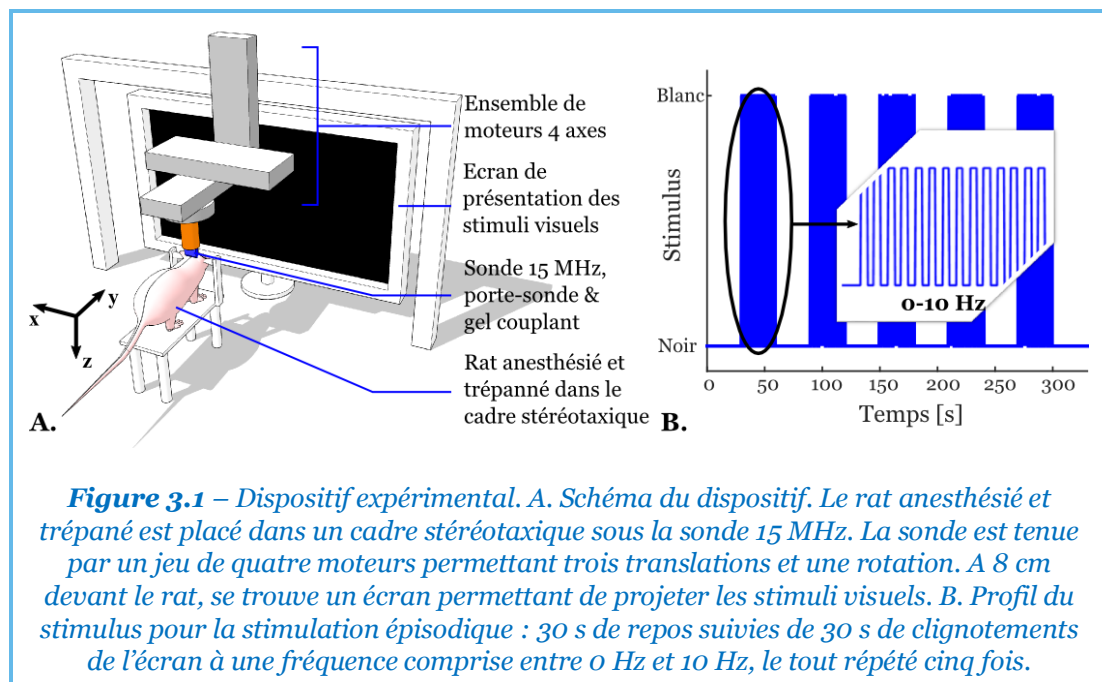 Ensemble de
moteurs 4 axes
Ecran de
présentation des
stimuli visuels
Sonde 15 MHz,
porte-sonde &
gel couplant
Rat anesthésié et
trépanné dans le
cadre stéréotaxique
x
y
z
A.
Blanc
Stimulus
Noir
0-10 Hz
0 50 100 150 200 250 300
Temps [s]
B.
Figure 3.1 – Dispositif expérimental. A. Schéma du dispositif. Le rat anesthésié et
trépané est placé dans un cadre stéréotaxique sous la sonde 15 MHz. La sonde est tenue
par un jeu de quatre moteurs permettant trois translations et une rotation. A 8 cm
devant le rat, se trouve un écran permettant de projeter les stimuli visuels. B. Profil du
stimulus pour la stimulation épisodique : 30 s de repos suivies de 30 s de clignotements
de l’écran à une fréquence comprise entre 0 Hz et 10 Hz, le tout répété cinq fois.